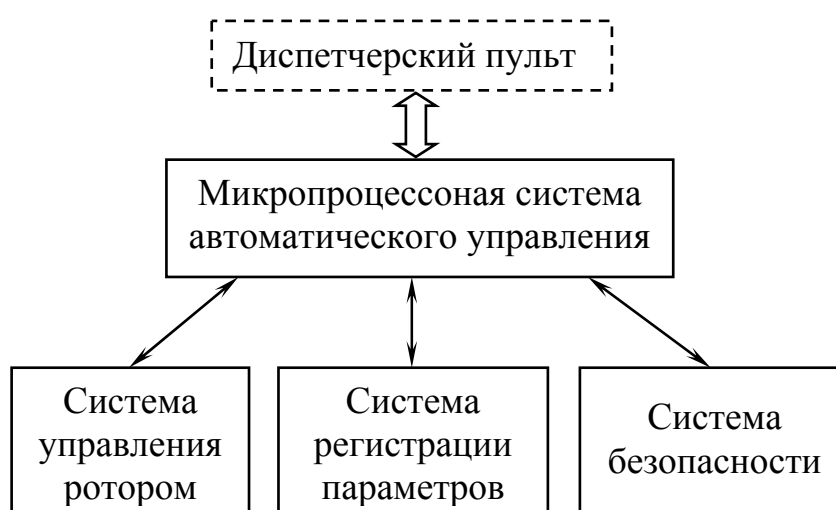 Диспетчерский пульт
Микропроцессоная система
автоматического управления
Система
управления
ротором
Система
регистрации
параметров
Система
безопасности